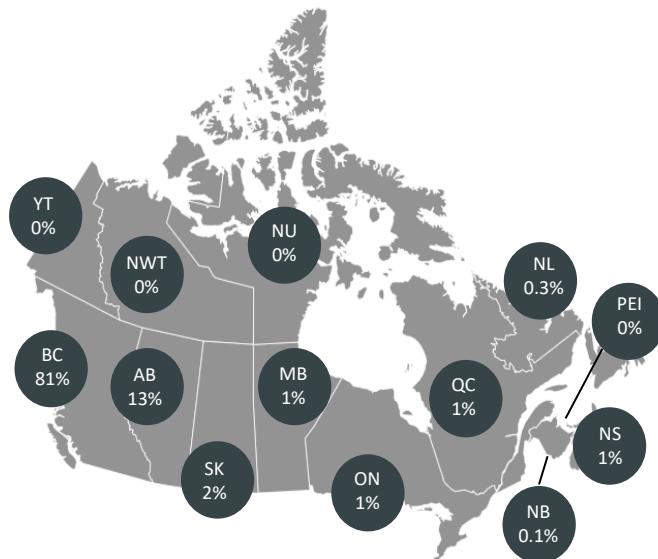 YT
0%
NWT
0%
NU
0%
NL
0.3%
PEI
0%
BC
81%
AB
13%
MB
1%
QC
1%
NS
1%
SK
2%
ON
1%
NB
0.1%